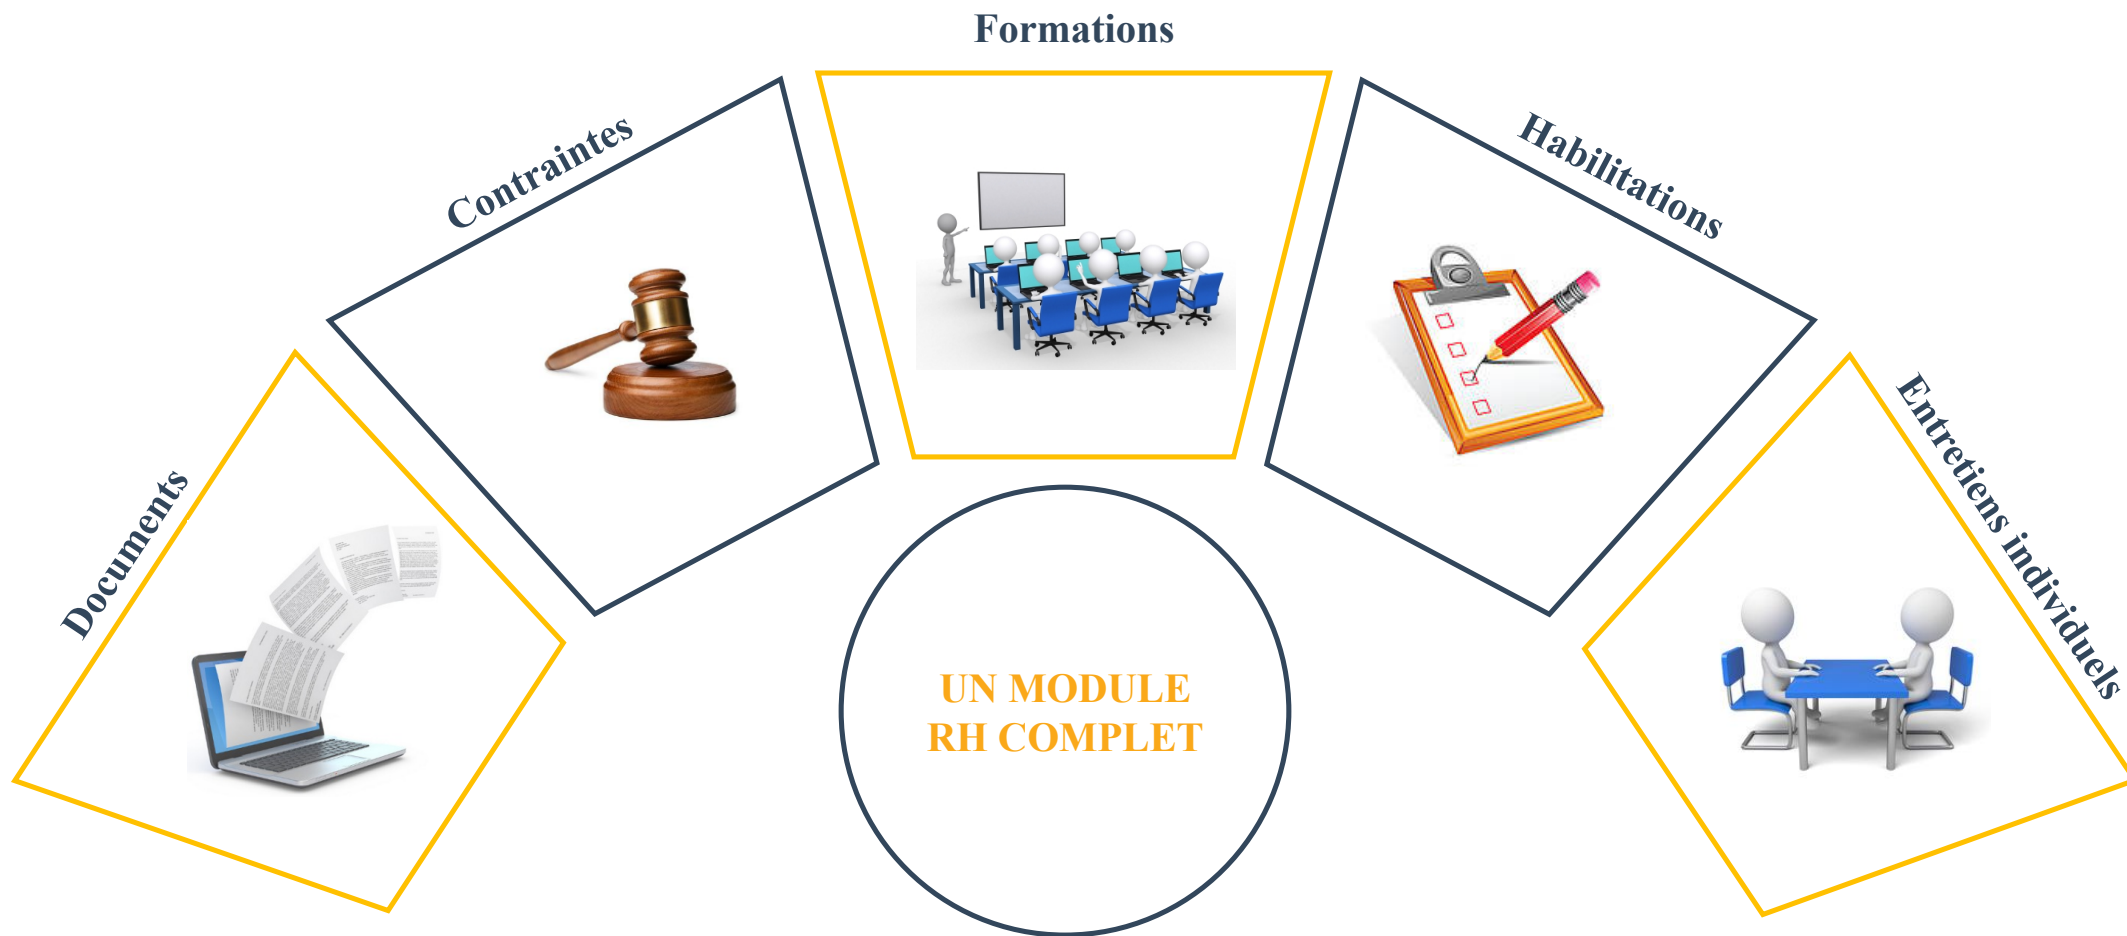 Formations
Contraintes
Habilitations
Documents
Entretiens individuels
UN MODULE
RH COMPLET